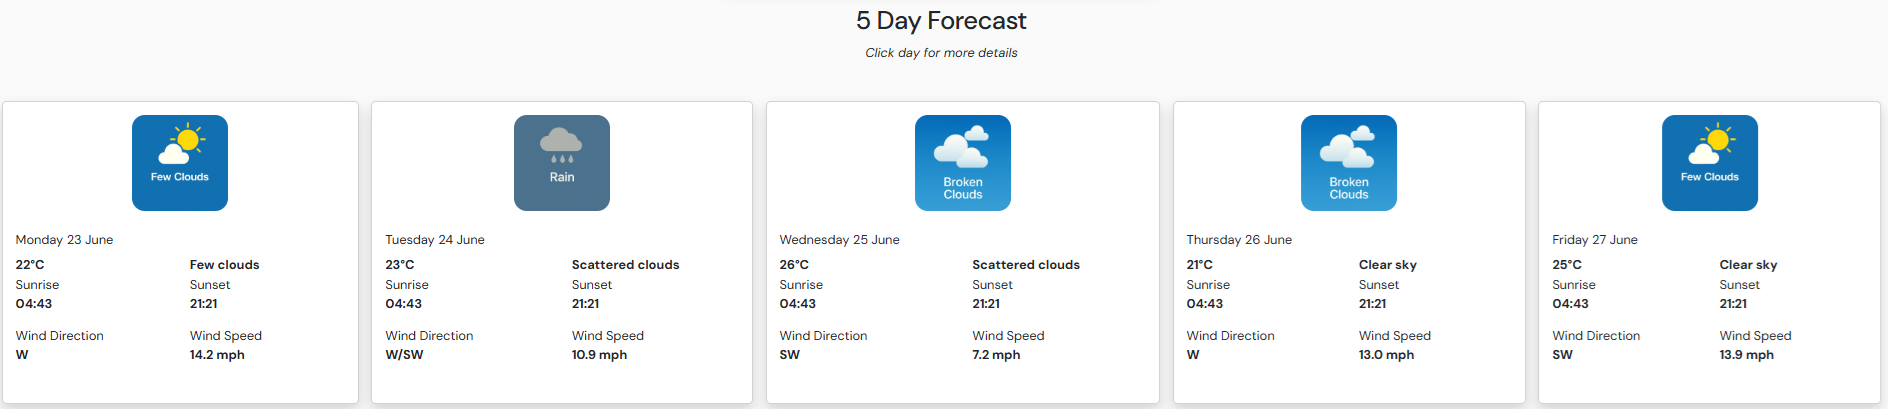 5 Day Forecast
Click day for more details
Few Clouds
Monday 23 June
22°C Few clouds
Sunrise Sunset
04:43 21:21
Wind Direction Wind Speed
W 14.2 mph
Rain
Tuesday 24 June
23°C Scattered clouds
Sunrise Sunset
04:43 21:21
Wind Direction Wind Speed
W/SW 10.9 mph
Broken
Clouds
Wednesday 25 June
26°C Scattered clouds
Sunrise Sunset
04:43 21:21
Wind Direction Wind Speed
SW 7.2 mph
Broken
Clouds
Thursday 26 June
21°C Clear sky
Sunrise Sunset
04:43 21:21
Wind Direction Wind Speed
W 13.0 mph
Few Clouds
Friday 27 June
25°C Clear sky
Sunrise Sunset
04:43 21:21
Wind Direction Wind Speed
SW 13.9 mph